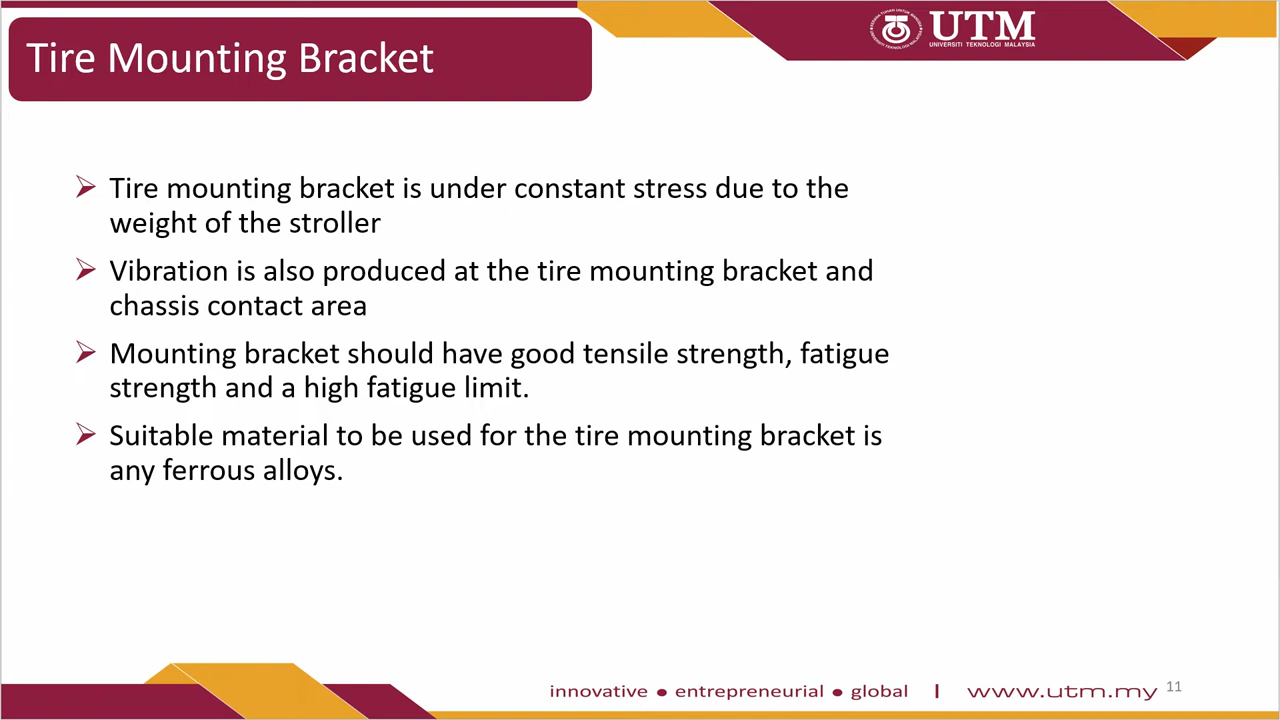 Tire Mounting Bracket
UTM
UNIVERSITI TEKNOLOGI MALAYSIA
Tire mounting bracket is under constant stress due to the
weight of the stroller
Vibration is also produced at the tire mounting bracket and
chassis contact area
Mounting bracket should have good tensile strength, fatigue
strength and a high fatigue limit.
Suitable material to be used for the tire mounting bracket is
any ferrous alloys.
innovative ● entrepreneurial ● global | www.utm.my
11